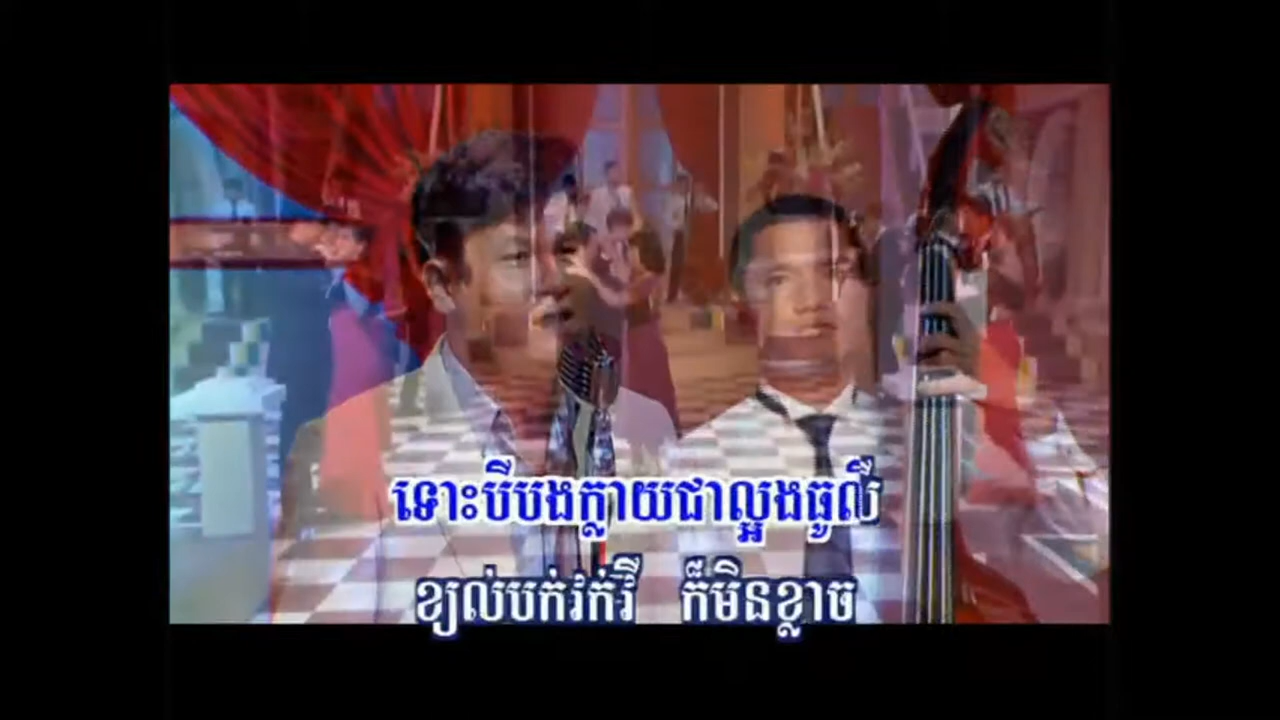 ទោះបីបងក្លាយជាល្អងធូលី
ខ្យល់បក់រក់រី ក៏មិនខ្លាច